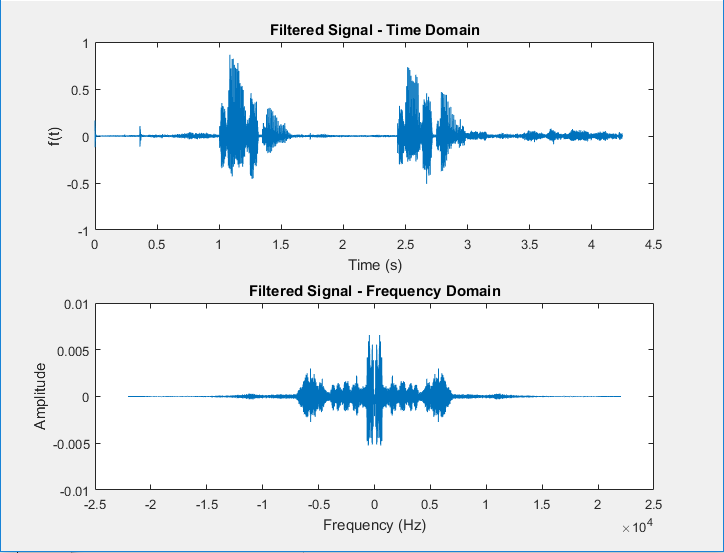 Filtered Signal - Time Domain
1
0.5
0
-0.5
-1
f(t)
0 0.5 1 1.5 2 2.5 3 3.5 4 4.5
Time (s)
Filtered Signal - Frequency Domain
0.01
0.005
0
-0.005
-0.01
Amplitude
-2.5 -2 -1.5 -1 -0.5 0 0.5 1 1.5 2 2.5
Frequency (Hz)
×10⁴